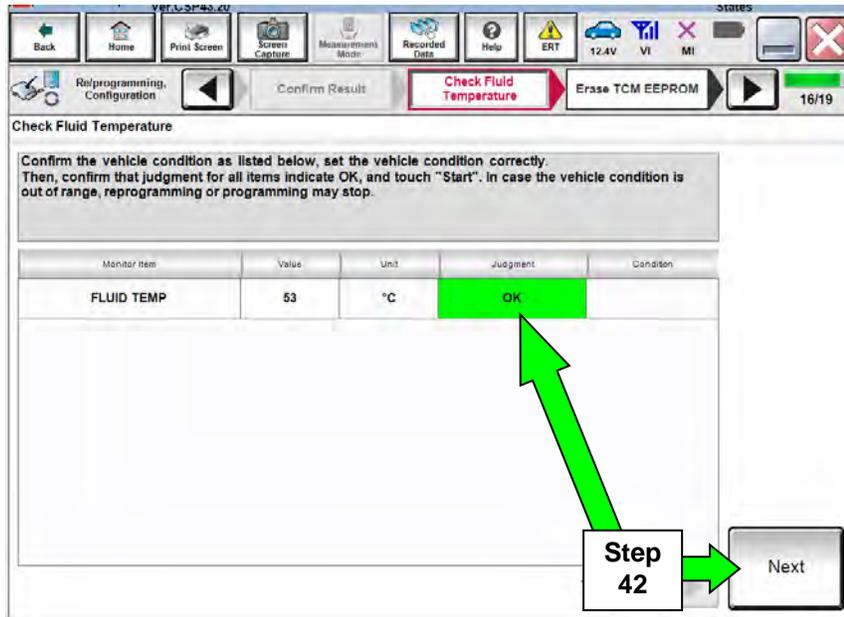 Ver.CSP43.20
States
Back
Home
Print Screen
Screen
Capture
Measurement
Mode
Recorded
Data
Help
ERT
12.4V
VI
MI
Re/programming,
Configuration
Confirm Result
Check Fluid
Temperature
Erase TCM EEPROM
16/19
Check Fluid Temperature
Confirm the vehicle condition as listed below, set the vehicle condition correctly.
Then, confirm that judgment for all items indicate OK, and touch "Start". In case the vehicle condition is
out of range, reprogramming or programming may stop.
Monitor Item
Value
Unit
Judgment
Condition
FLUID TEMP
53
°C
OK
Step
42
Next